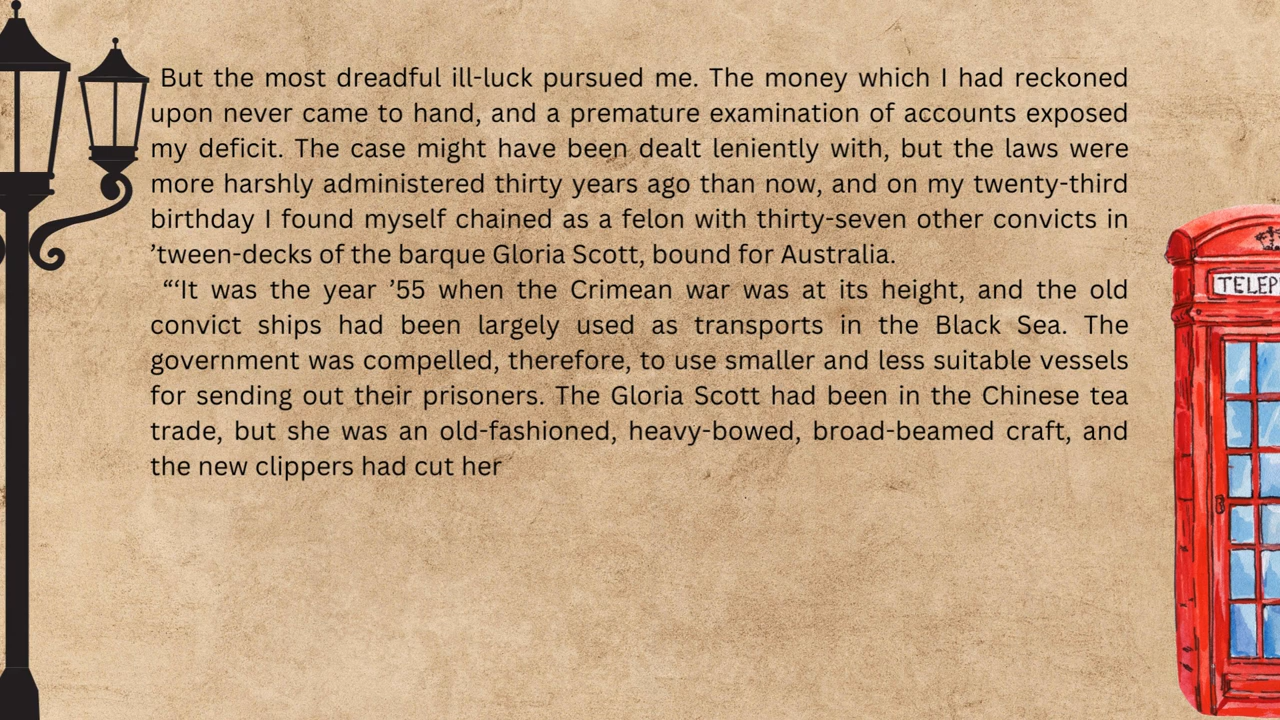 But the most dreadful ill-luck pursued me. The money which I had reckoned
upon never came to hand, and a premature examination of accounts exposed
my deficit. The case might have been dealt leniently with, but the laws were
more harshly administered thirty years ago than now, and on my twenty-third
birthday I found myself chained as a felon with thirty-seven other convicts in
’tween-decks of the barque Gloria Scott, bound for Australia.
“‘It was the year ’55 when the Crimean war was at its height, and the old
convict ships had been largely used as transports in the Black Sea. The
government was compelled, therefore, to use smaller and less suitable vessels
for sending out their prisoners. The Gloria Scott had been in the Chinese tea
trade, but she was an old-fashioned, heavy-bowed, broad-beamed craft, and
the new clippers had cut her
TELEP